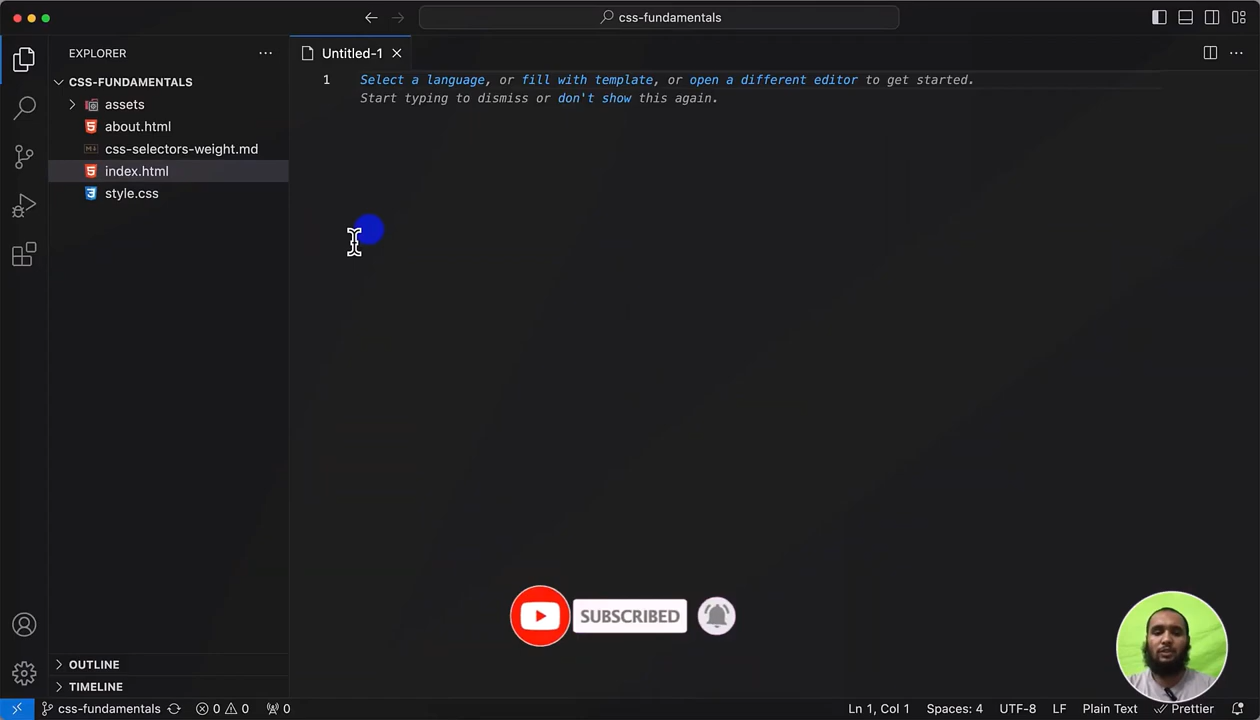 css-fundamentals
EXPLORER
Untitled-1
CSS-FUNDAMENTALS
assets
about.html
css-selectors-weight.md
index.html
style.css
1
Select a language, or fill with template, or open a different editor to get started.
Start typing to dismiss or don't show this again.
SUBSCRIBED
OUTLINE
TIMELINE
css-fundamentals 0 0 0 Ln 1, Col 1 Spaces: 4 UTF-8 LF Plain Text Prettier